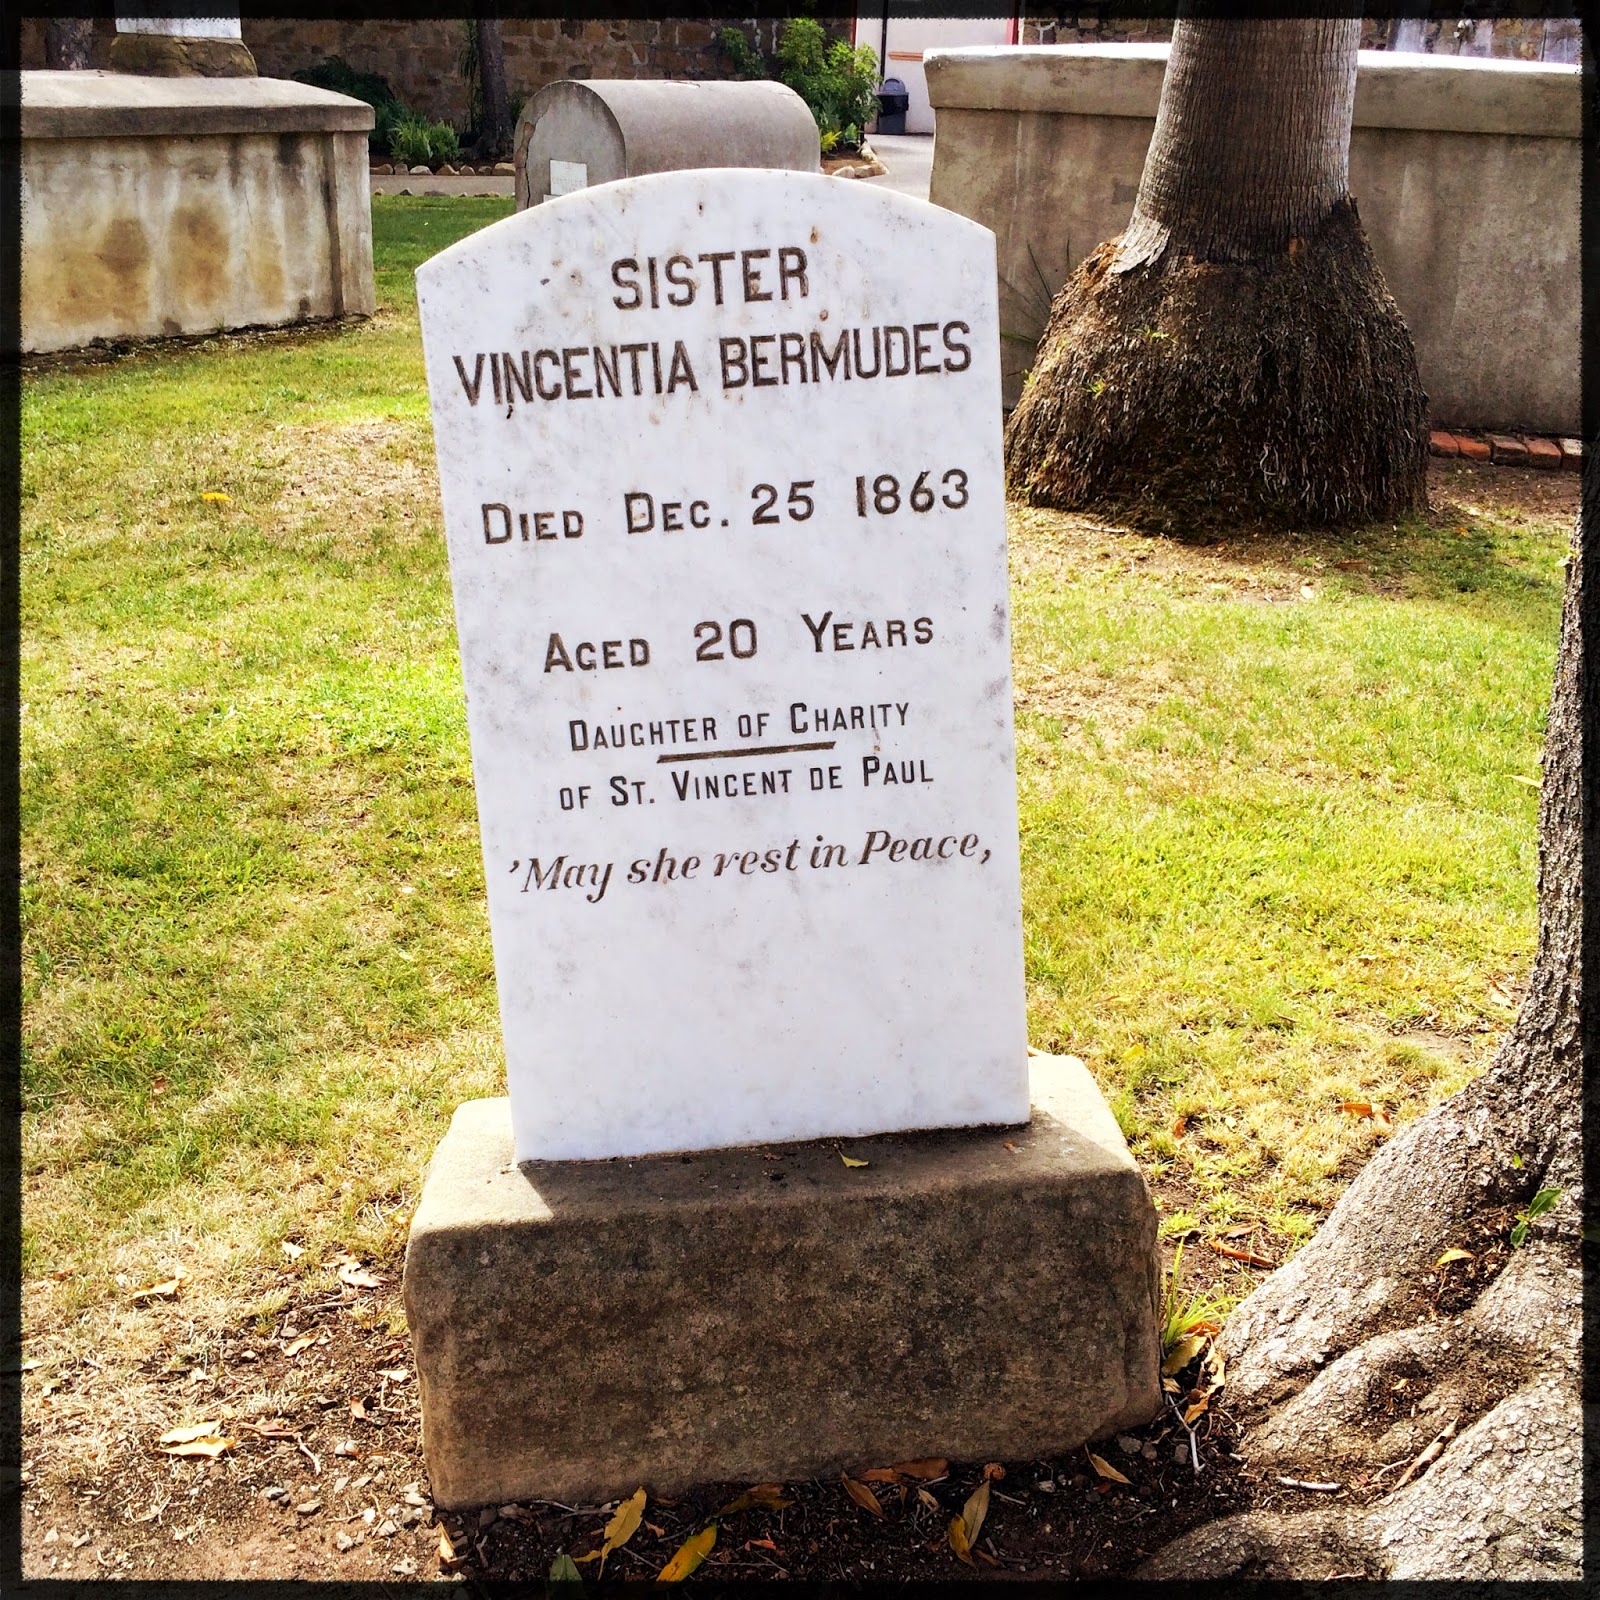 SISTER
VINCENTIA BERMUDES
DIED DEC. 25 1863
AGED 20 YEARS
DAUGHTER OF CHARITY
OF ST. VINCENT DE PAUL
’May she rest in Peace,